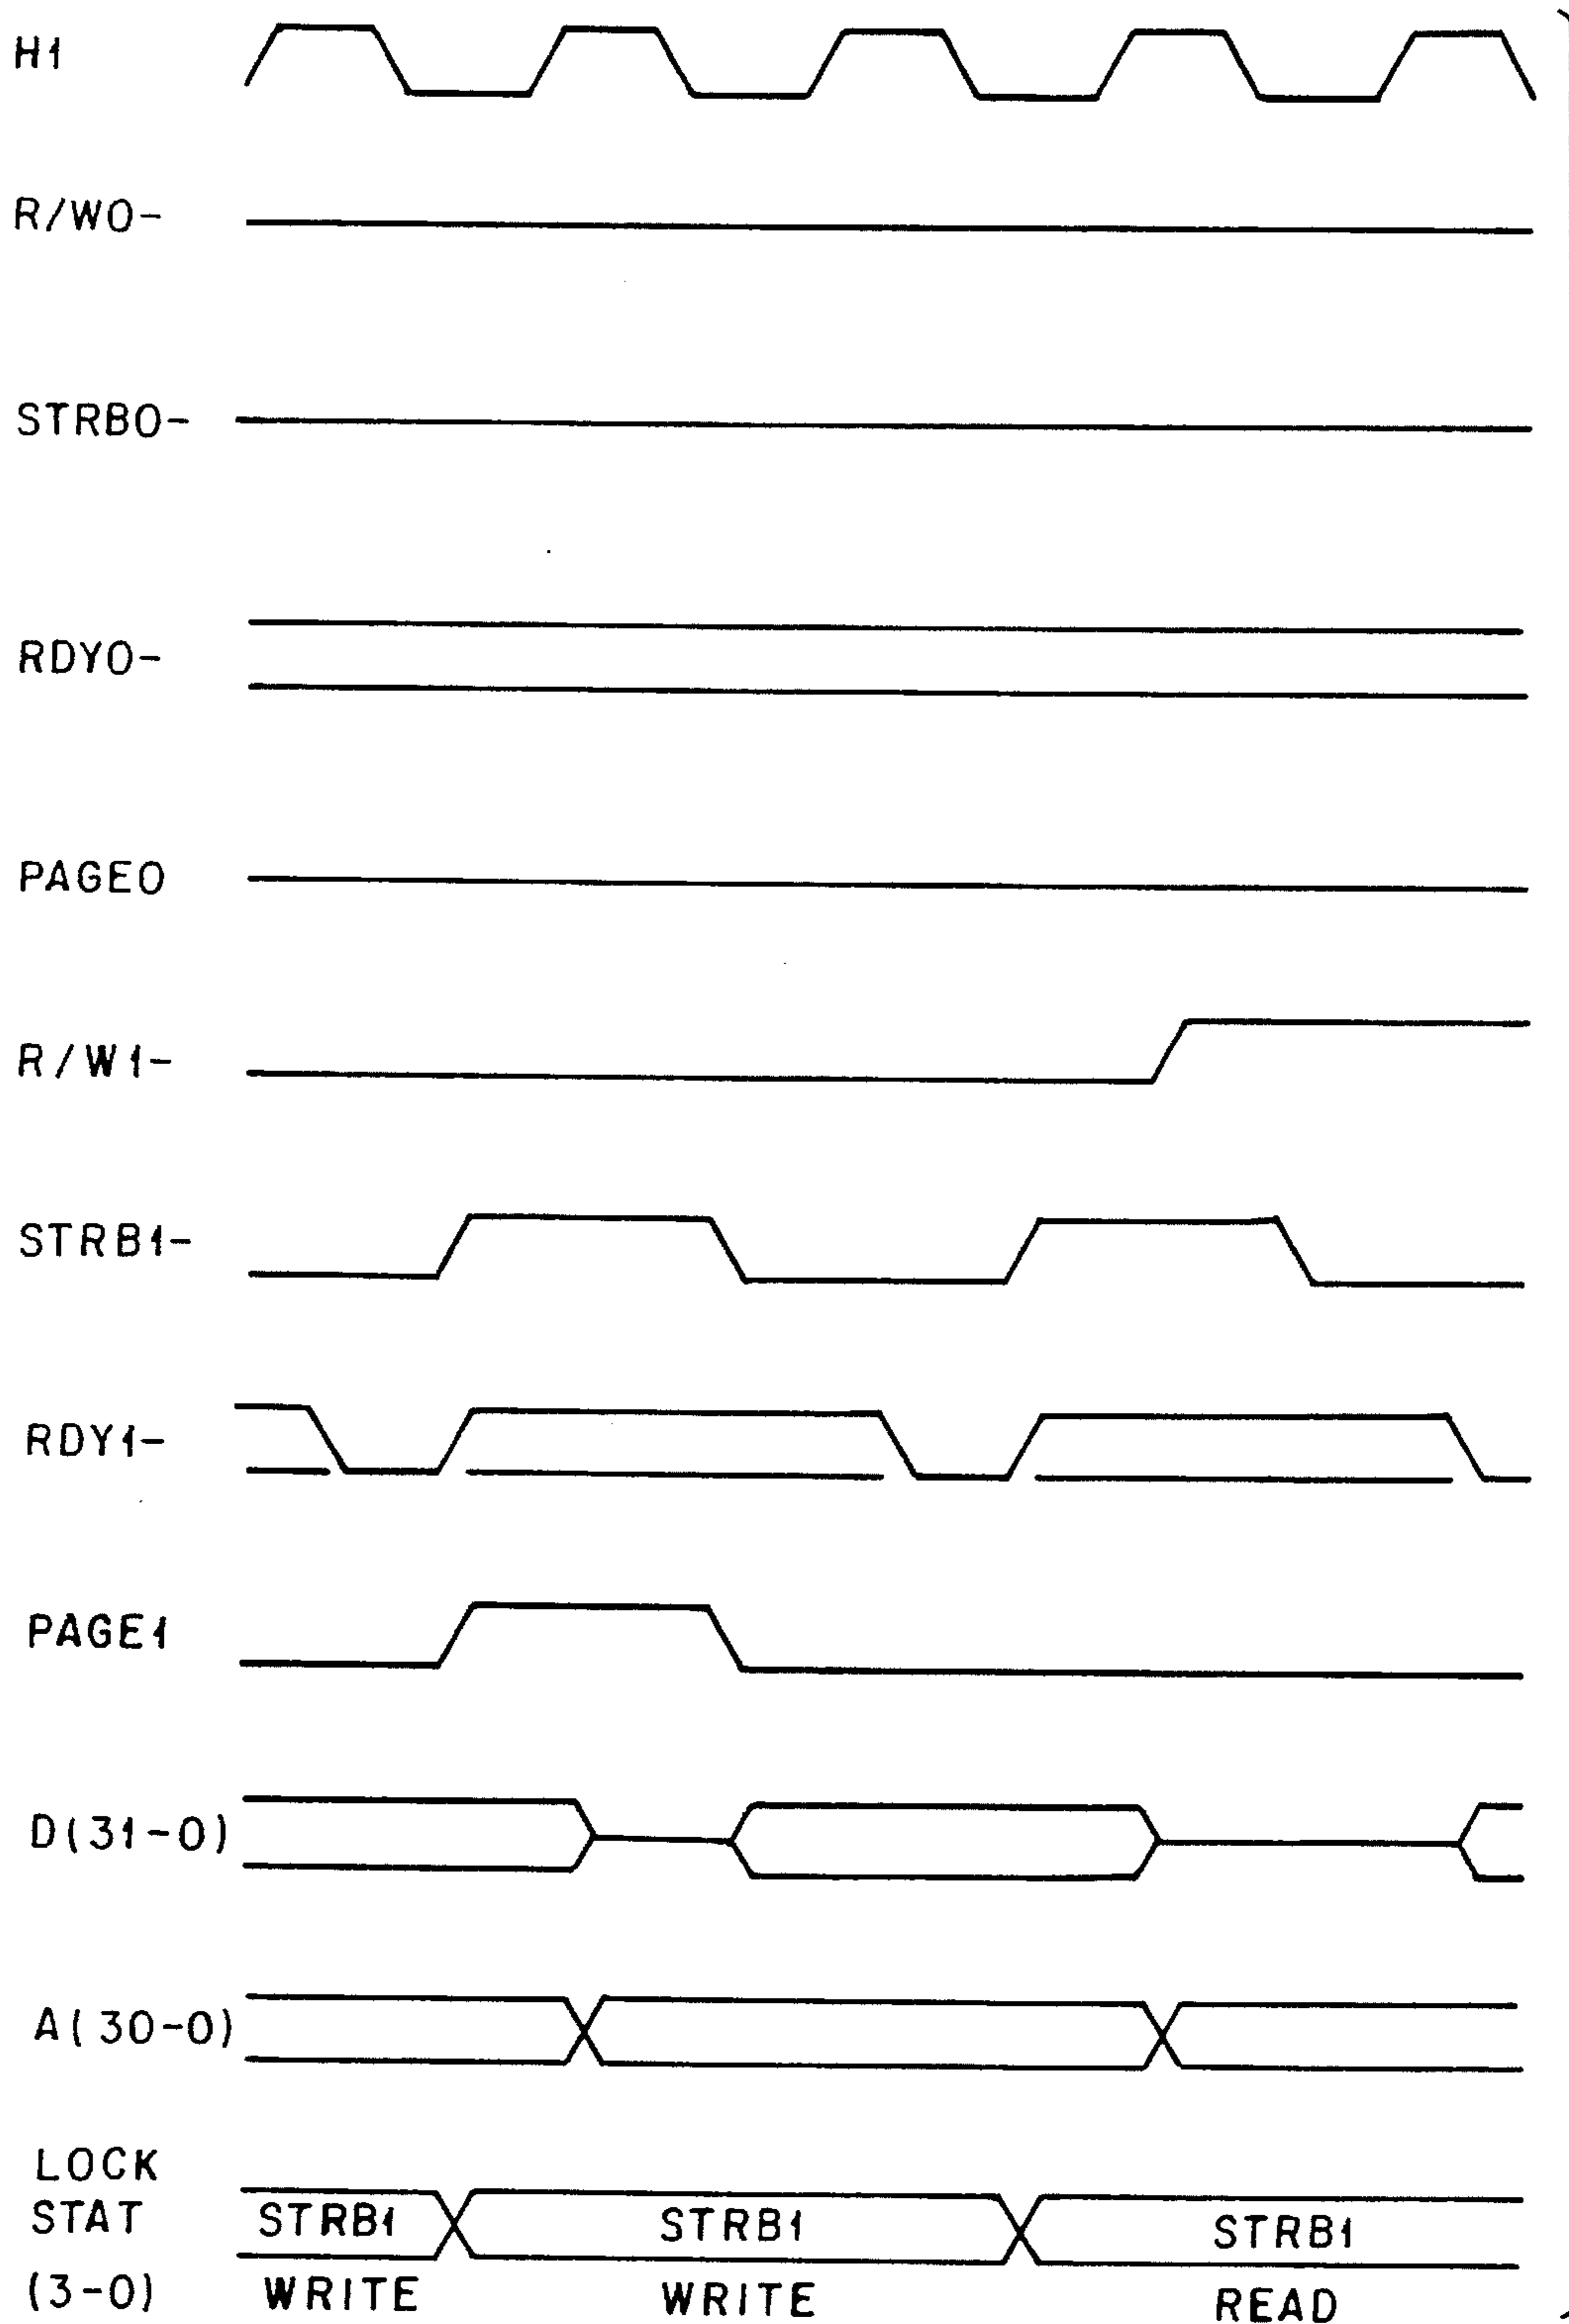 H1
R/W0-
STRB0-
RDY0-
PAGE0
R/W1-
STRB1-
RDY1-
PAGE1
D(31-0)
A(30-0)
LOCK
STAT STRB1 STRB1 STRB1
(3-0) WRITE WRITE READ